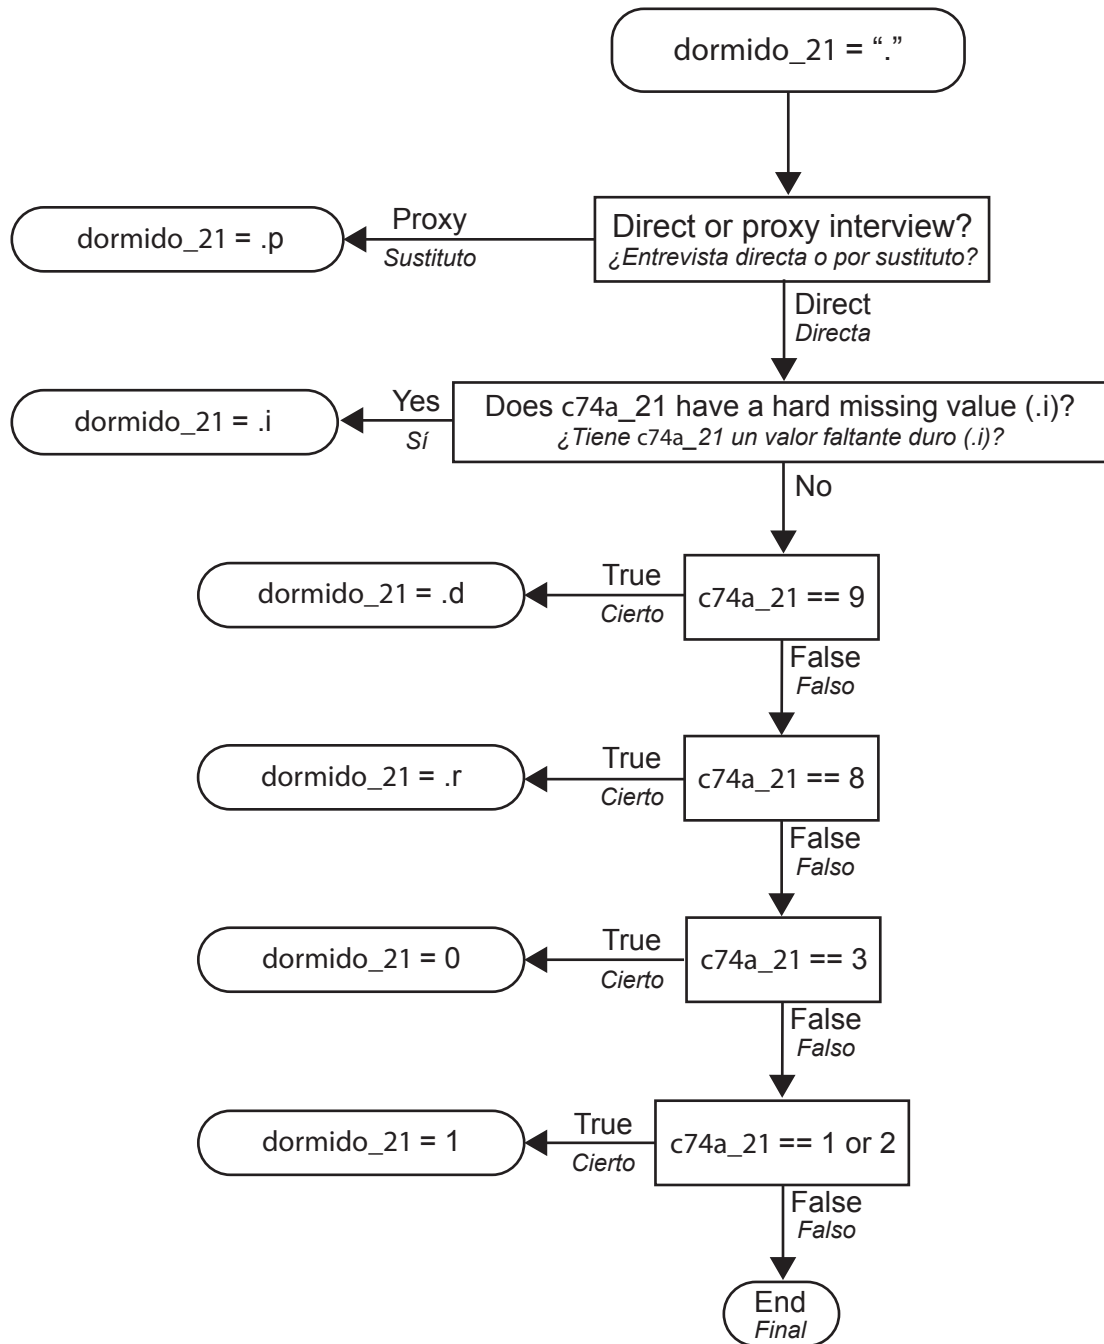 dormido_21 = “.”
Direct or proxy interview?
¿Entrevista directa o por sustituto?
Proxy
Sustituto
dormido_21 = .p
Direct
Directa
Does c74a_21 have a hard missing value (.i)?
¿Tiene c74a_21 un valor faltante duro (.i)?
Yes
Sí
dormido_21 = .i
No
c74a_21 == 9
True
Cierto
dormido_21 = .d
False
Falso
c74a_21 == 8
True
Cierto
dormido_21 = .r
False
Falso
c74a_21 == 3
True
Cierto
dormido_21 = 0
False
Falso
c74a_21 == 1 or 2
True
Cierto
dormido_21 = 1
False
Falso
End
Final